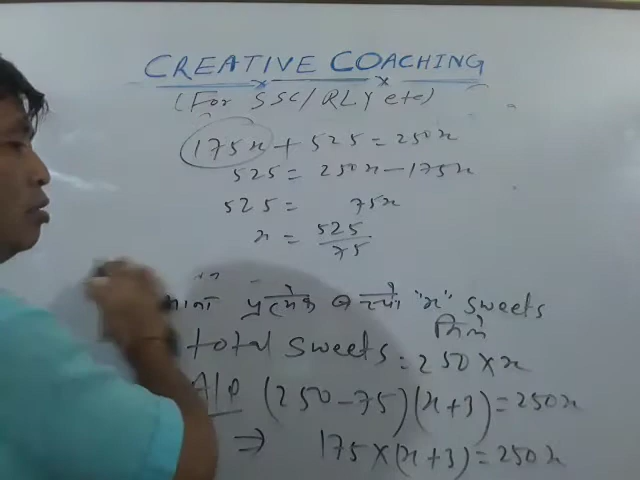 CREATIVE COACHING
(For SSC/RLY etc)
175x + 525 = 250x
525 = 250x - 175x
525 = 75x
x = 525/75
माना प्रत्येक बच्चो "x" sweets
मिले
total sweets = 250 × x
A/P (250-75)(x+3) = 250x
⇒ 175×(x+3) = 250x